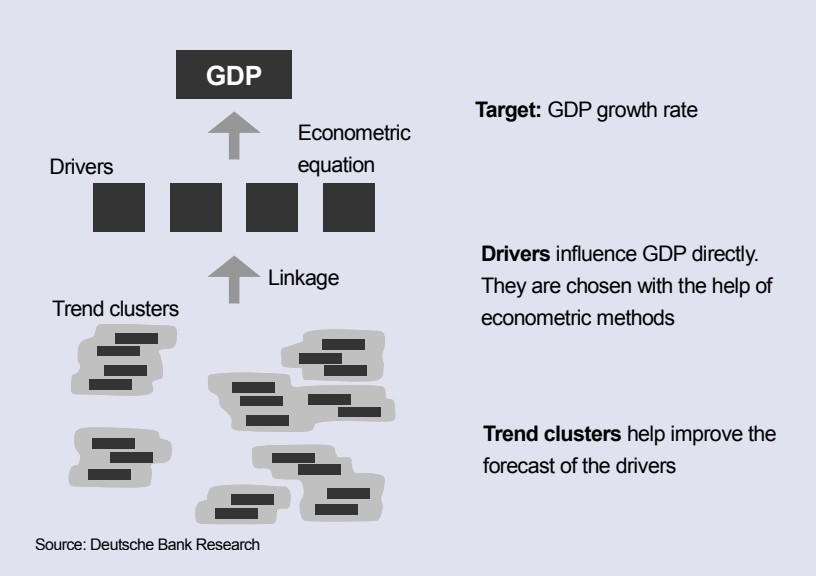 GDP
Target: GDP growth rate
Econometric
equation
Drivers
Drivers influence GDP directly.
They are chosen with the help of
econometric methods
Linkage
Trend clusters
Trend clusters help improve the
forecast of the drivers
Source: Deutsche Bank Research